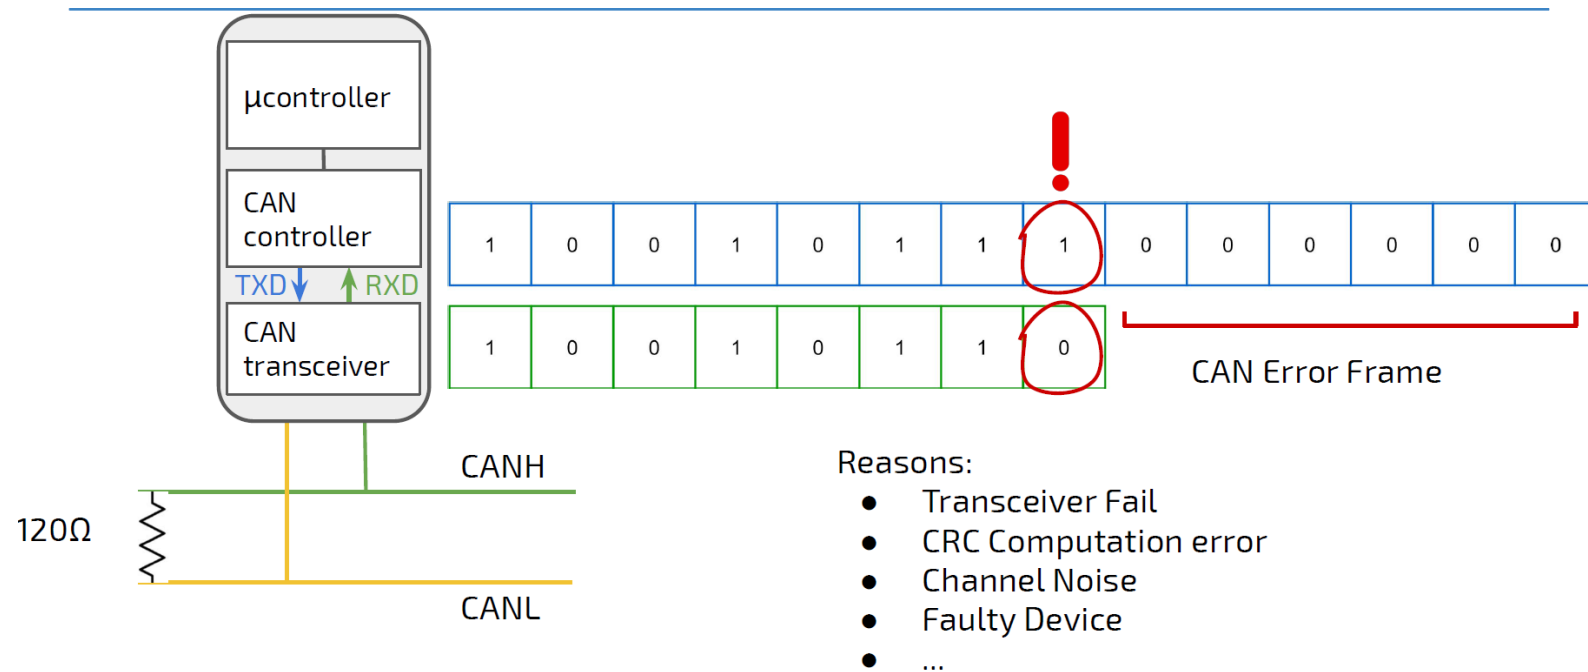 μcontroller
CAN
controller
TXD RXD
CAN
transceiver
1 0 0 1 0 1 1 1 0 0 0 0 0 0
1 0 0 1 0 1 1 0
CAN Error Frame
CANH
120Ω
CANL
Reasons:
● Transceiver Fail
● CRC Computation error
● Channel Noise
● Faulty Device
● ...